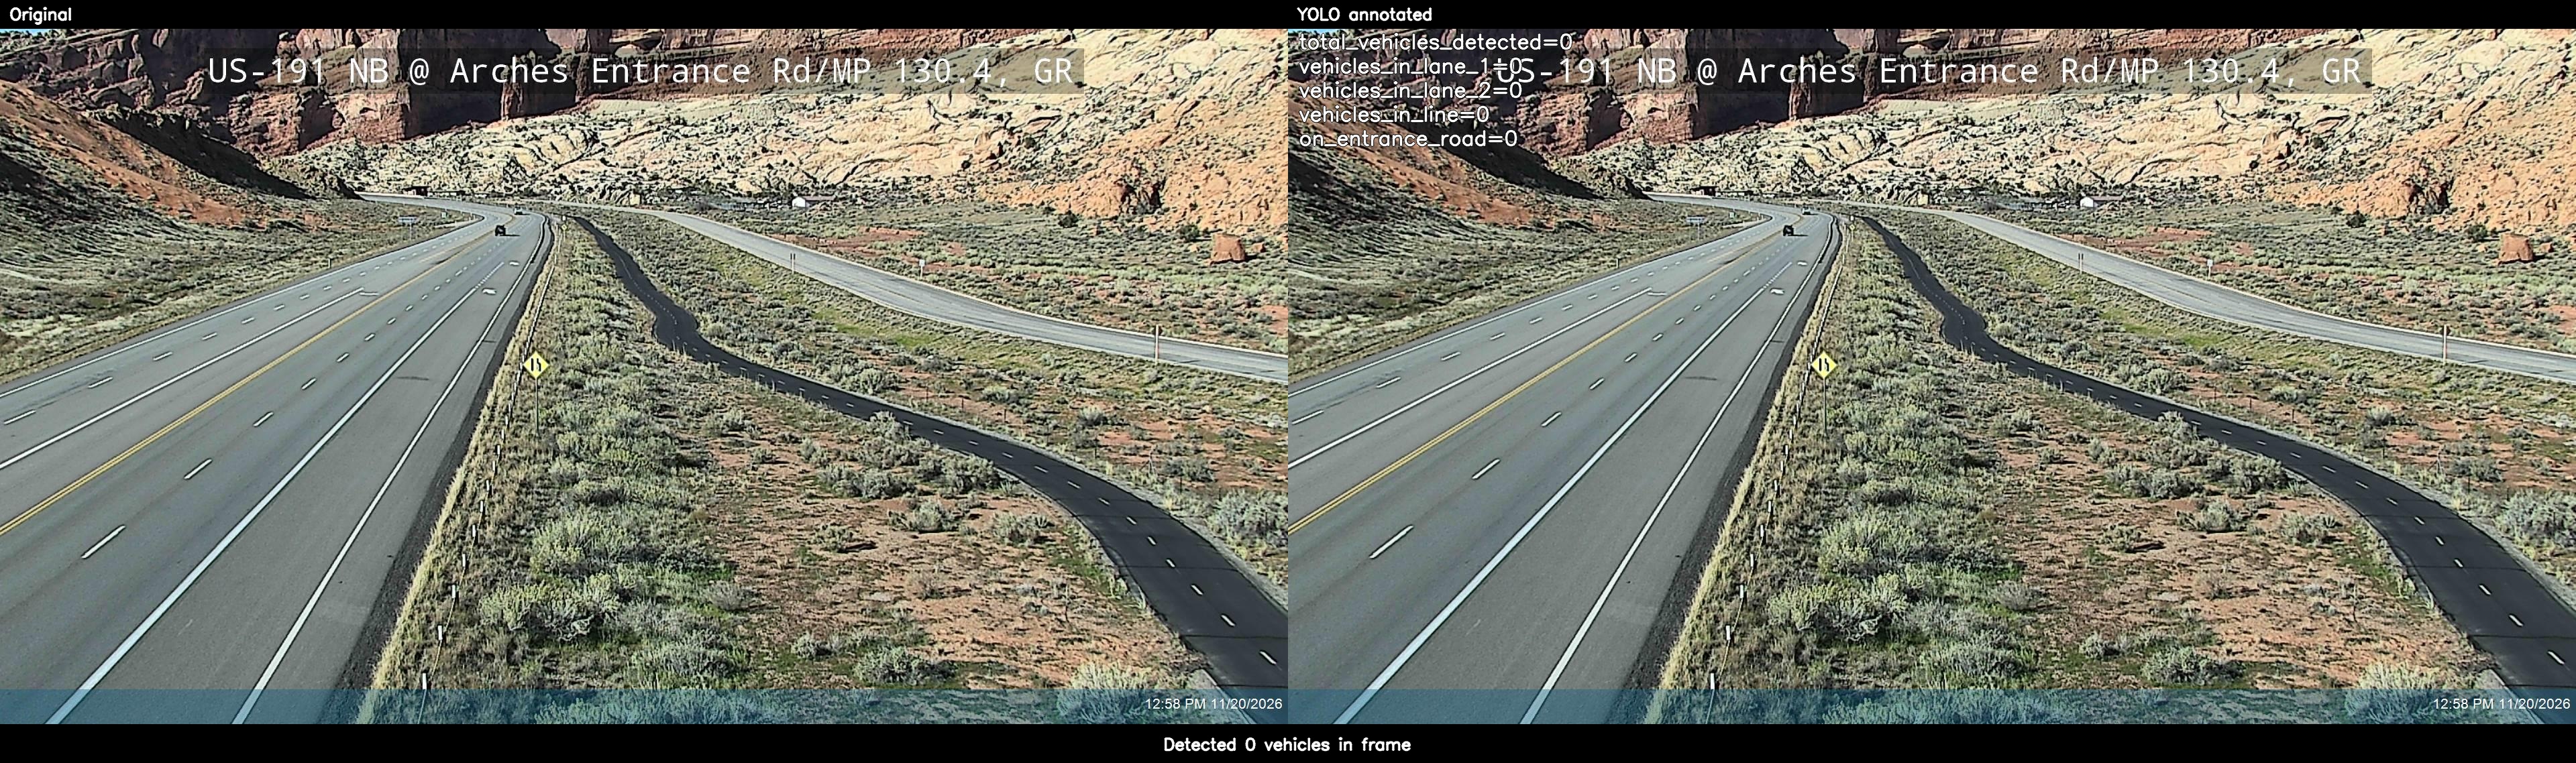 Original
US-191 NB @ Arches Entrance Rd/MP 130.4, GR
12:58 PM 11/20/2026
YOLO annotated
total_vehicles_detected=0
vehicles_in_lane_1=0
US-191 NB @ Arches Entrance Rd/MP 130.4, GR
vehicles_in_lane_2=0
vehicles_in_line=0
on_entrance_road=0
12:58 PM 11/20/2026
Detected 0 vehicles in frame